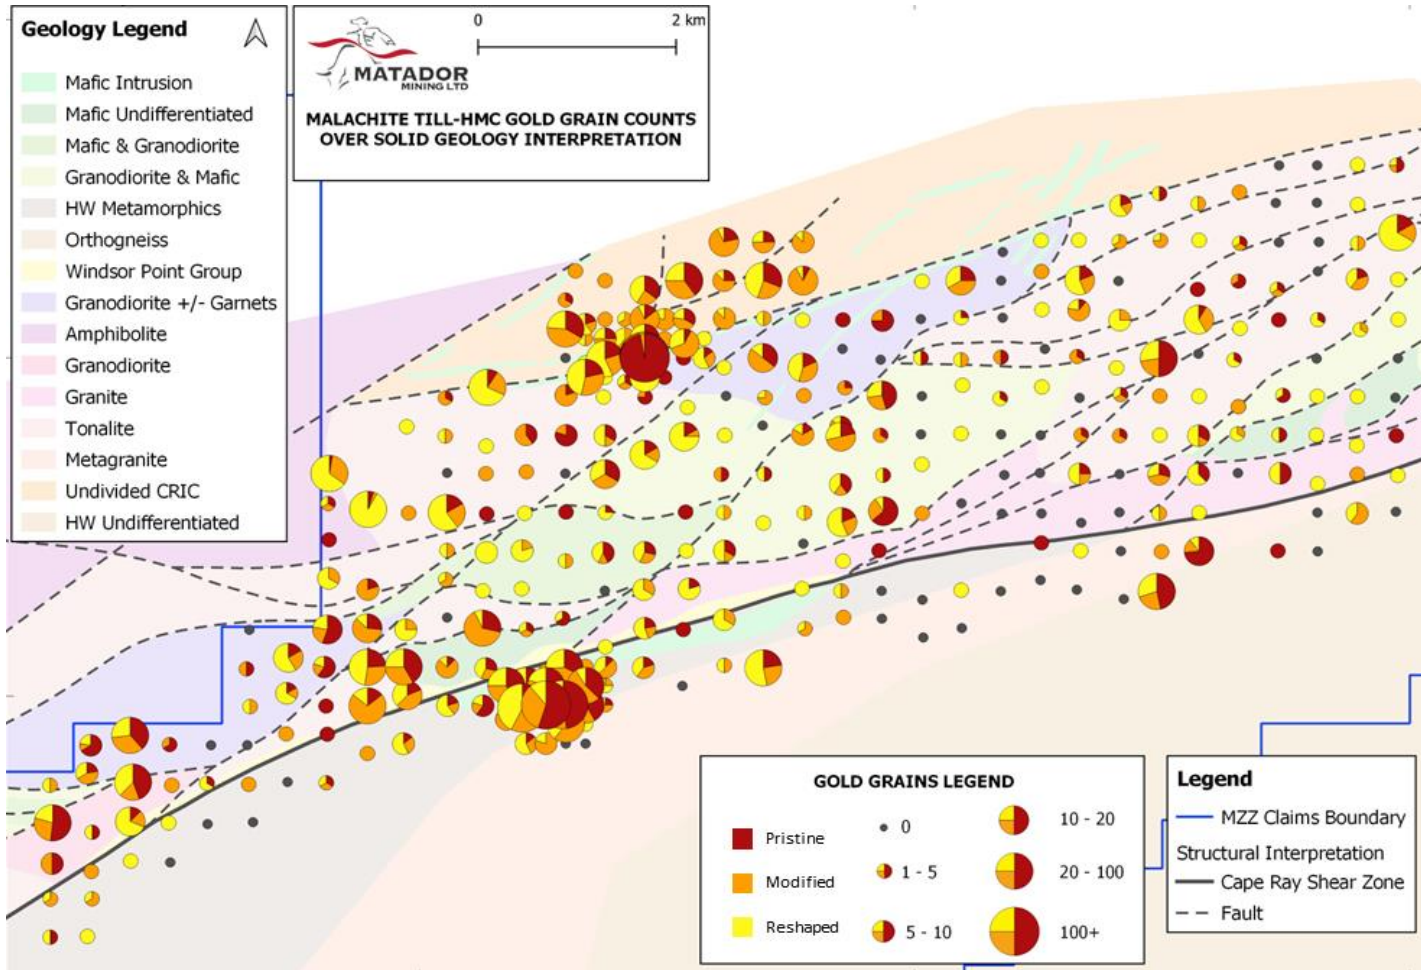 Geology Legend
Mafic Intrusion
Mafic Undifferentiated
Mafic & Granodiorite
Granodiorite & Mafic
HW Metamorphics
Orthogneiss
Windsor Point Group
Granodiorite +/- Garnets
Amphibolite
Granodiorite
Granite
Tonalite
Metagranite
Undivided CRIC
HW Undifferentiated
0 2 km
MATADOR
MINING LTD
MALACHITE TILL-HMC GOLD GRAIN COUNTS
OVER SOLID GEOLOGY INTERPRETATION
GOLD GRAINS LEGEND
Pristine
Modified
Reshaped
0
1 - 5
5 - 10
10 - 20
20 - 100
100+
Legend
MZZ Claims Boundary
Structural Interpretation
Cape Ray Shear Zone
Fault